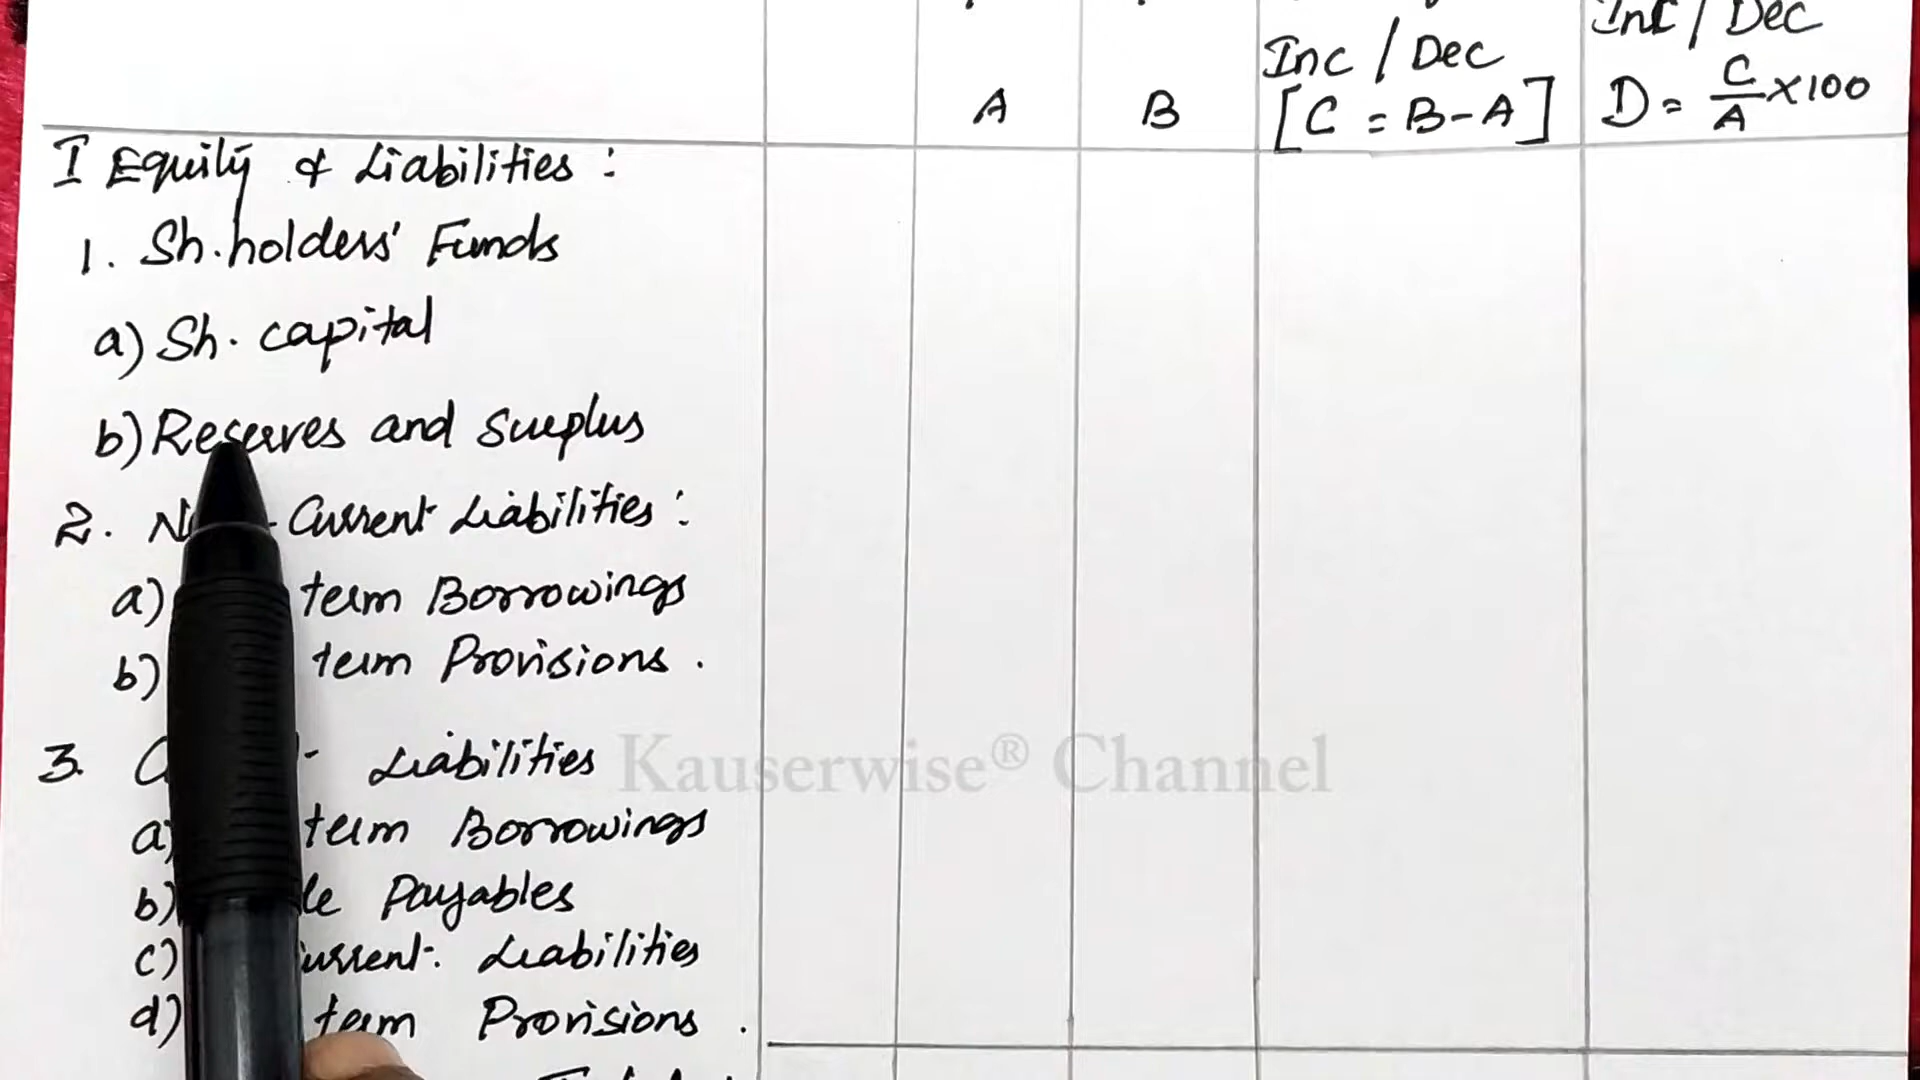 Inc / Dec
Inc / Dec
A B [C = B-A] D = C/A ×100
I Equity & Liabilities :
1. Sh.holders' Funds
a) Sh. capital
b) Reserves and Surplus
2. Current Liabilities :
a) term Borrowings
b) term Provisions .
3. Liabilities
Kauserwise® Channel
a) term Borrowings
b) Payables
c) Liabilities
d) term Provisions .